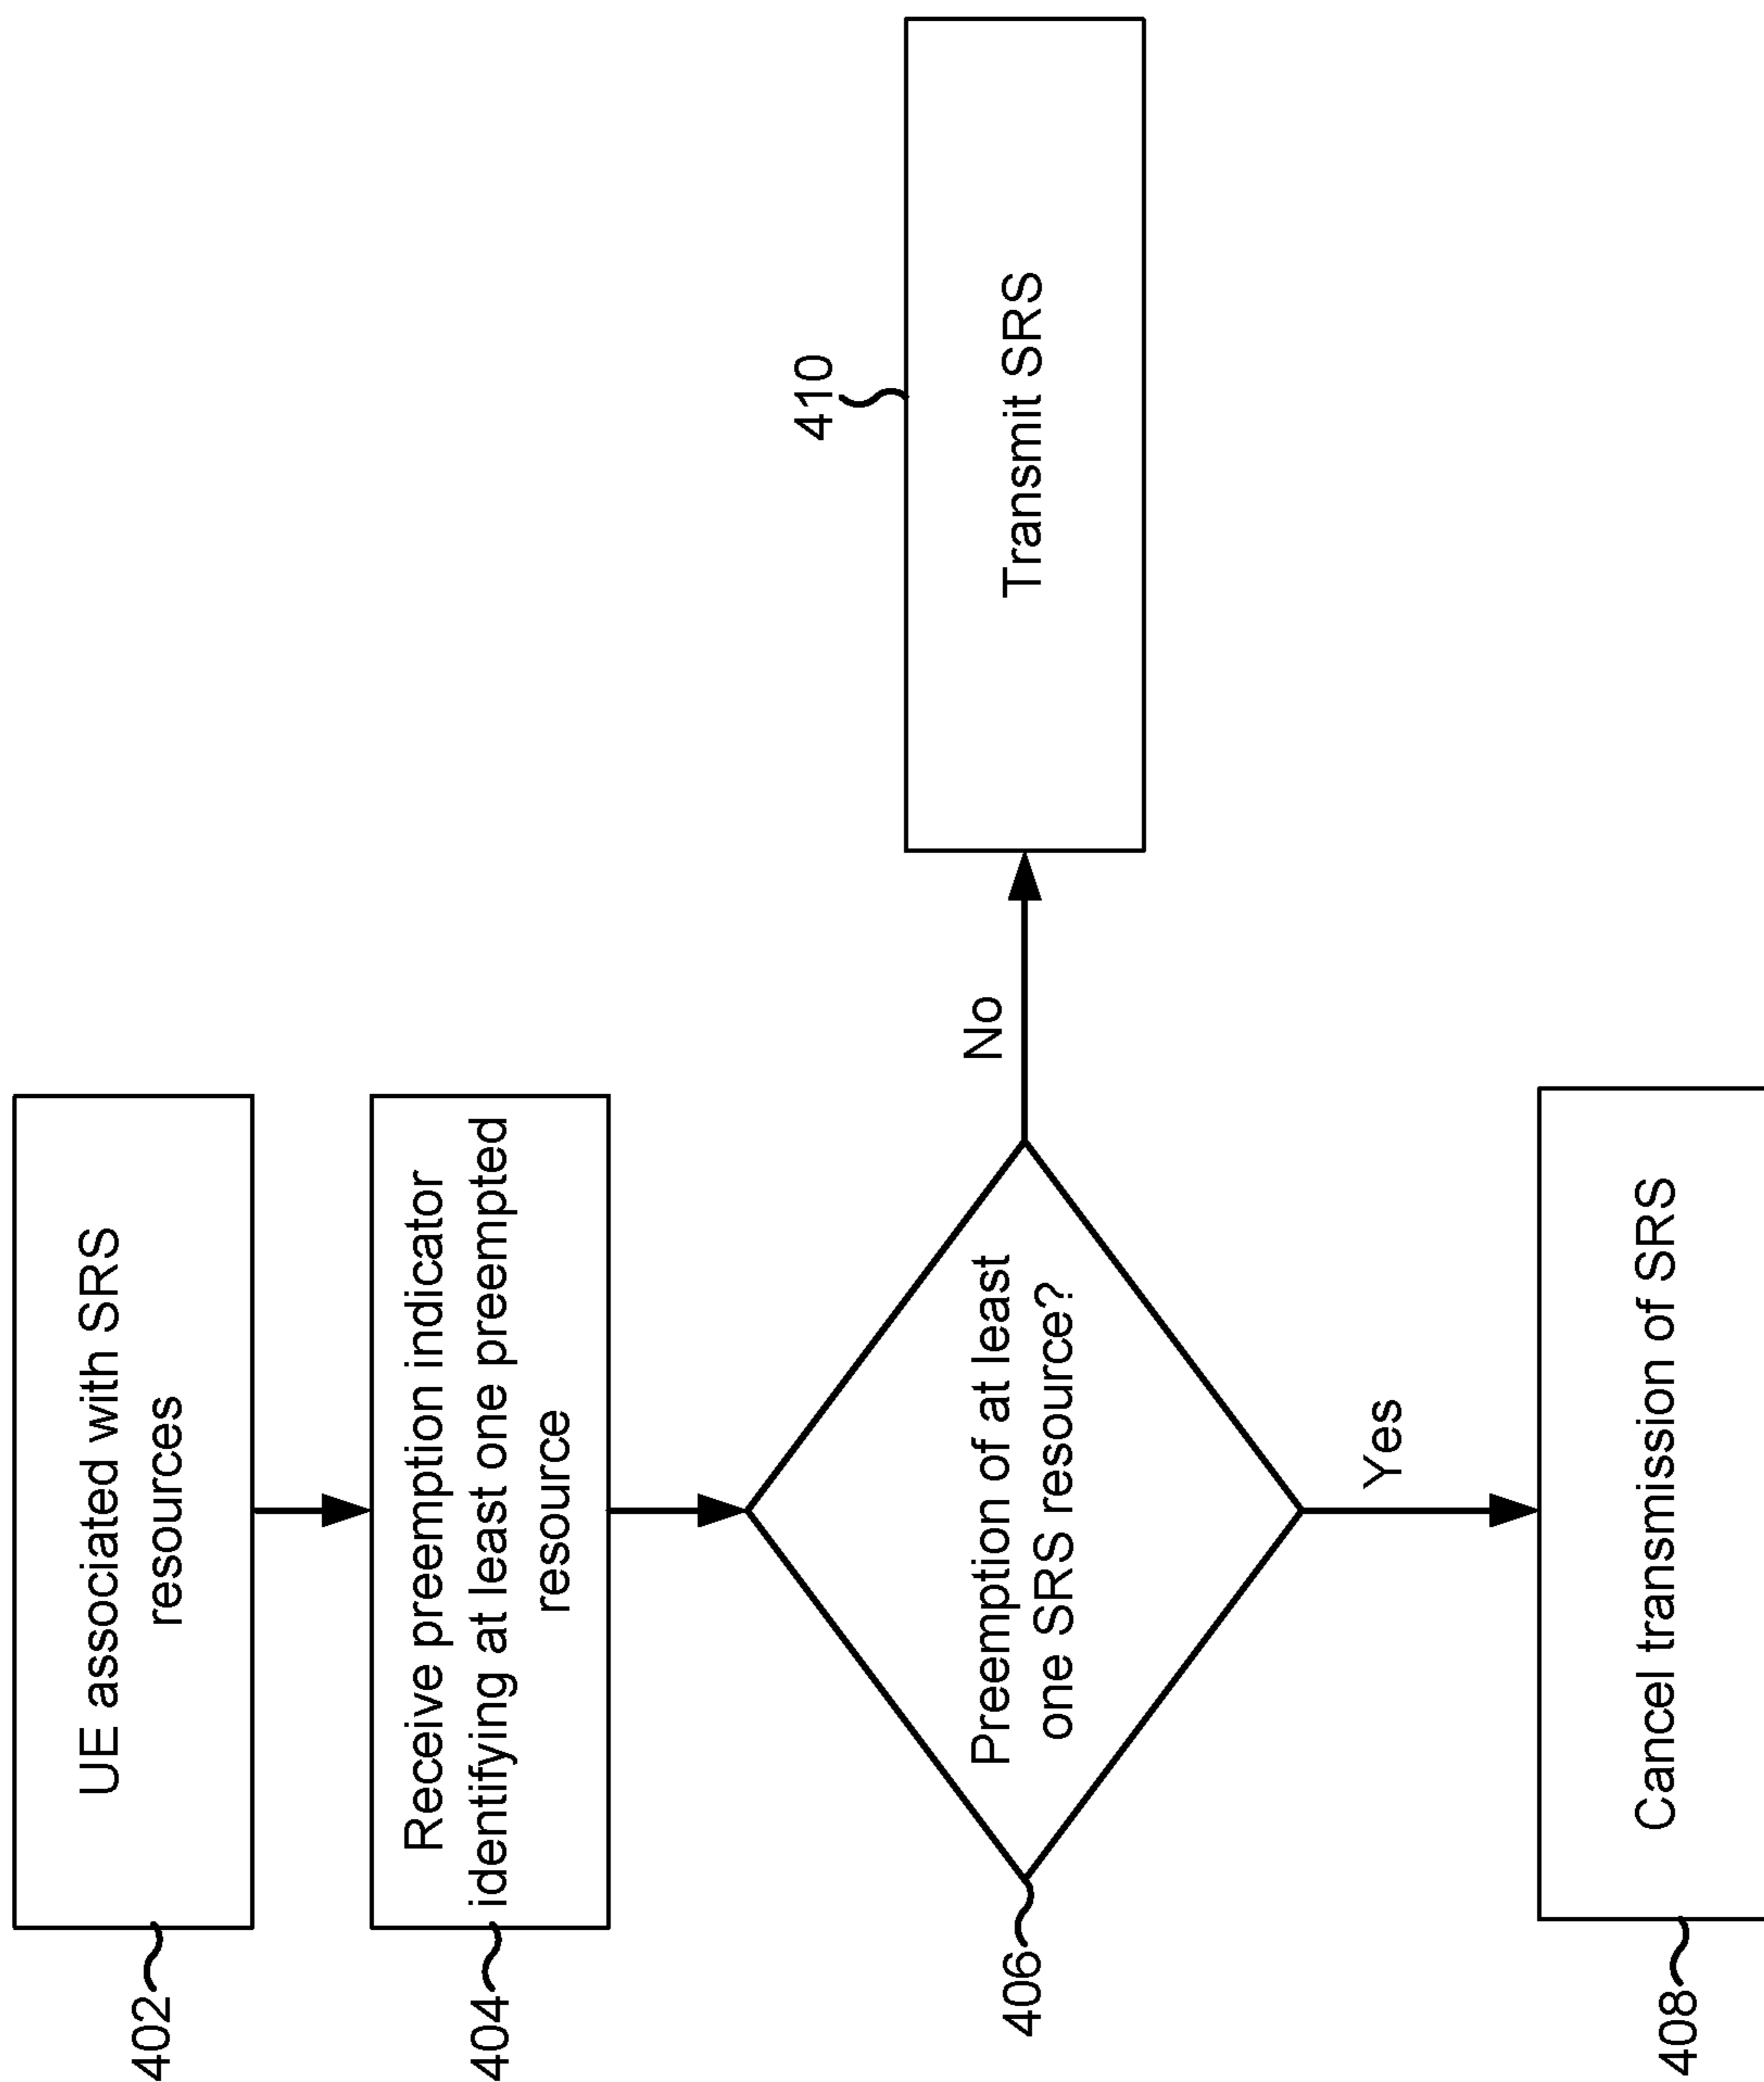 402
UE associated with SRS
resources
404
Receive preemption indicator
identifying at least one preempted
resource
406
Preemption of at least
one SRS resource?
No
410
Transmit SRS
Yes
408
Cancel transmission of SRS